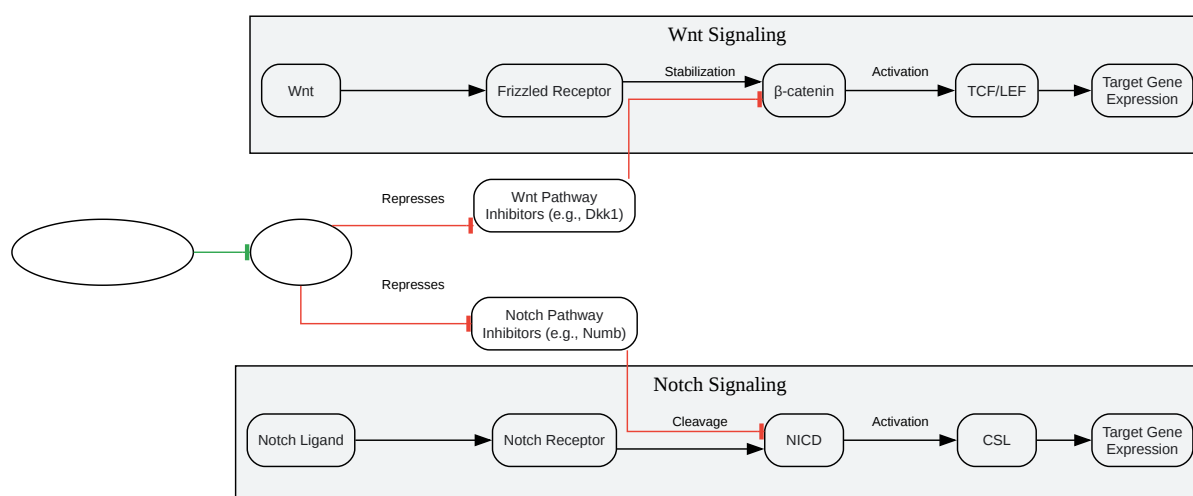 Wnt Signaling
Wnt
Frizzled Receptor
Stabilization
β-catenin
Activation
TCF/LEF
Target Gene
Expression
Represses
Wnt Pathway
Inhibitors (e.g., Dkk1)
Represses
Notch Pathway
Inhibitors (e.g., Numb)
Notch Signaling
Notch Ligand
Notch Receptor
Cleavage
NICD
Activation
CSL
Target Gene
Expression